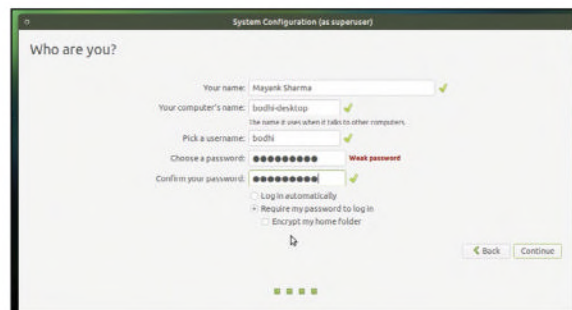 System Configuration (as superuser)
Who are you?
Your name: Mayank Sharma
Your computer's name: bodhi-desktop
The name it uses when it talks to other computers.
Pick a username: bodhi
Choose a password: ●●●●●●●●● Weak password
Confirm your password: ●●●●●●●●●
Log in automatically
Require my password to log in
Encrypt my home folder
Back Continue